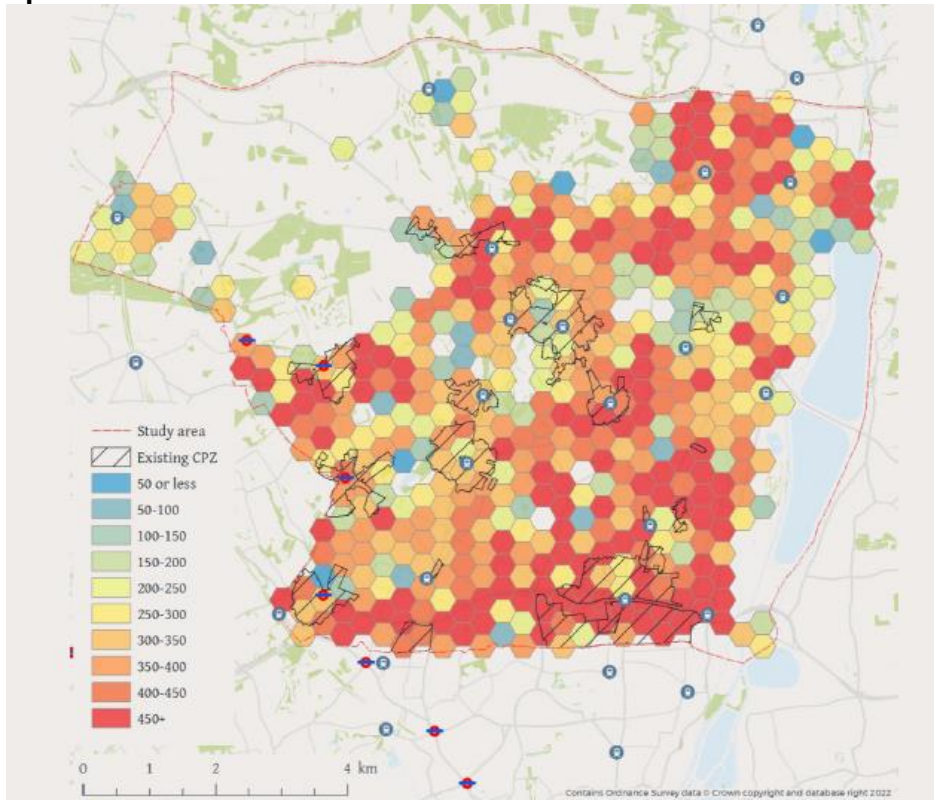 Study area
Existing CPZ
50 or less
50-100
100-150
150-200
200-250
250-300
300-350
350-400
400-450
450+
0 1 2 4 km
Contains Ordnance Survey data © Crown copyright and database right 2022